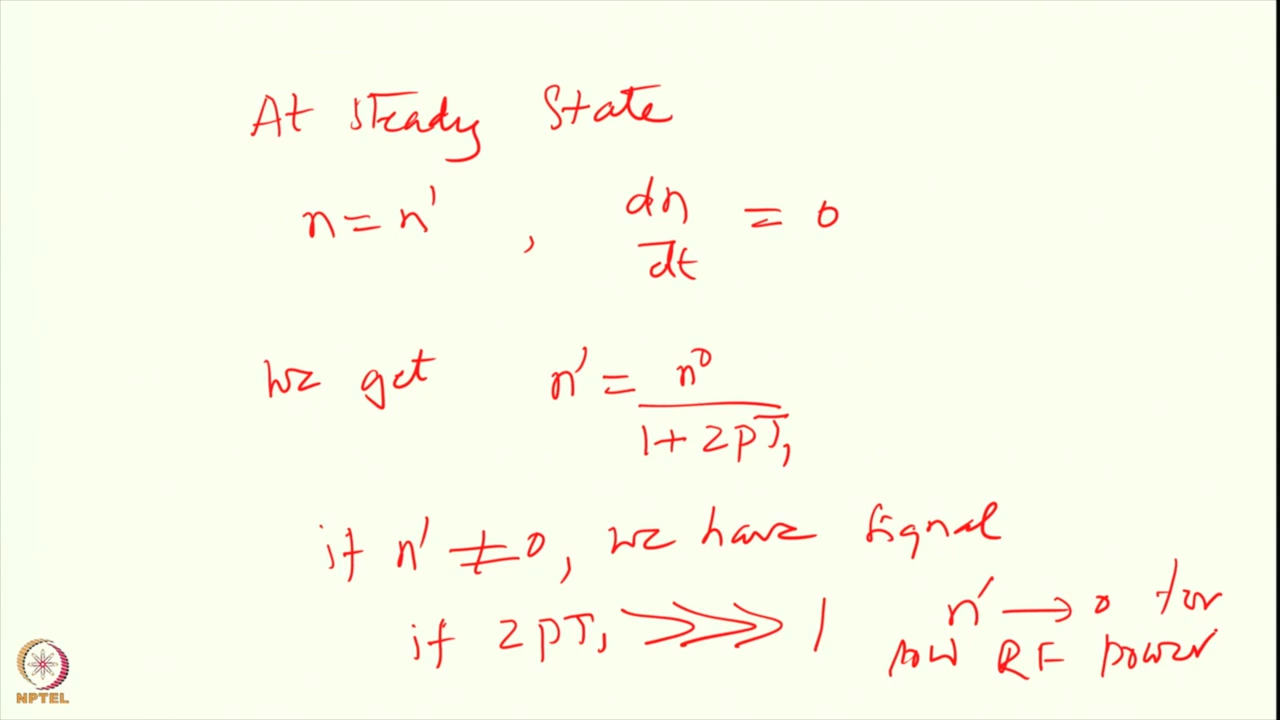 At steady state
n = n' , dn/dt = 0
We get n' = n⁰ / (1 + 2pT₁)
if n' ≠ 0, we have signal
if 2pT₁ >>> 1 n' → 0 for
RF power
NPTEL